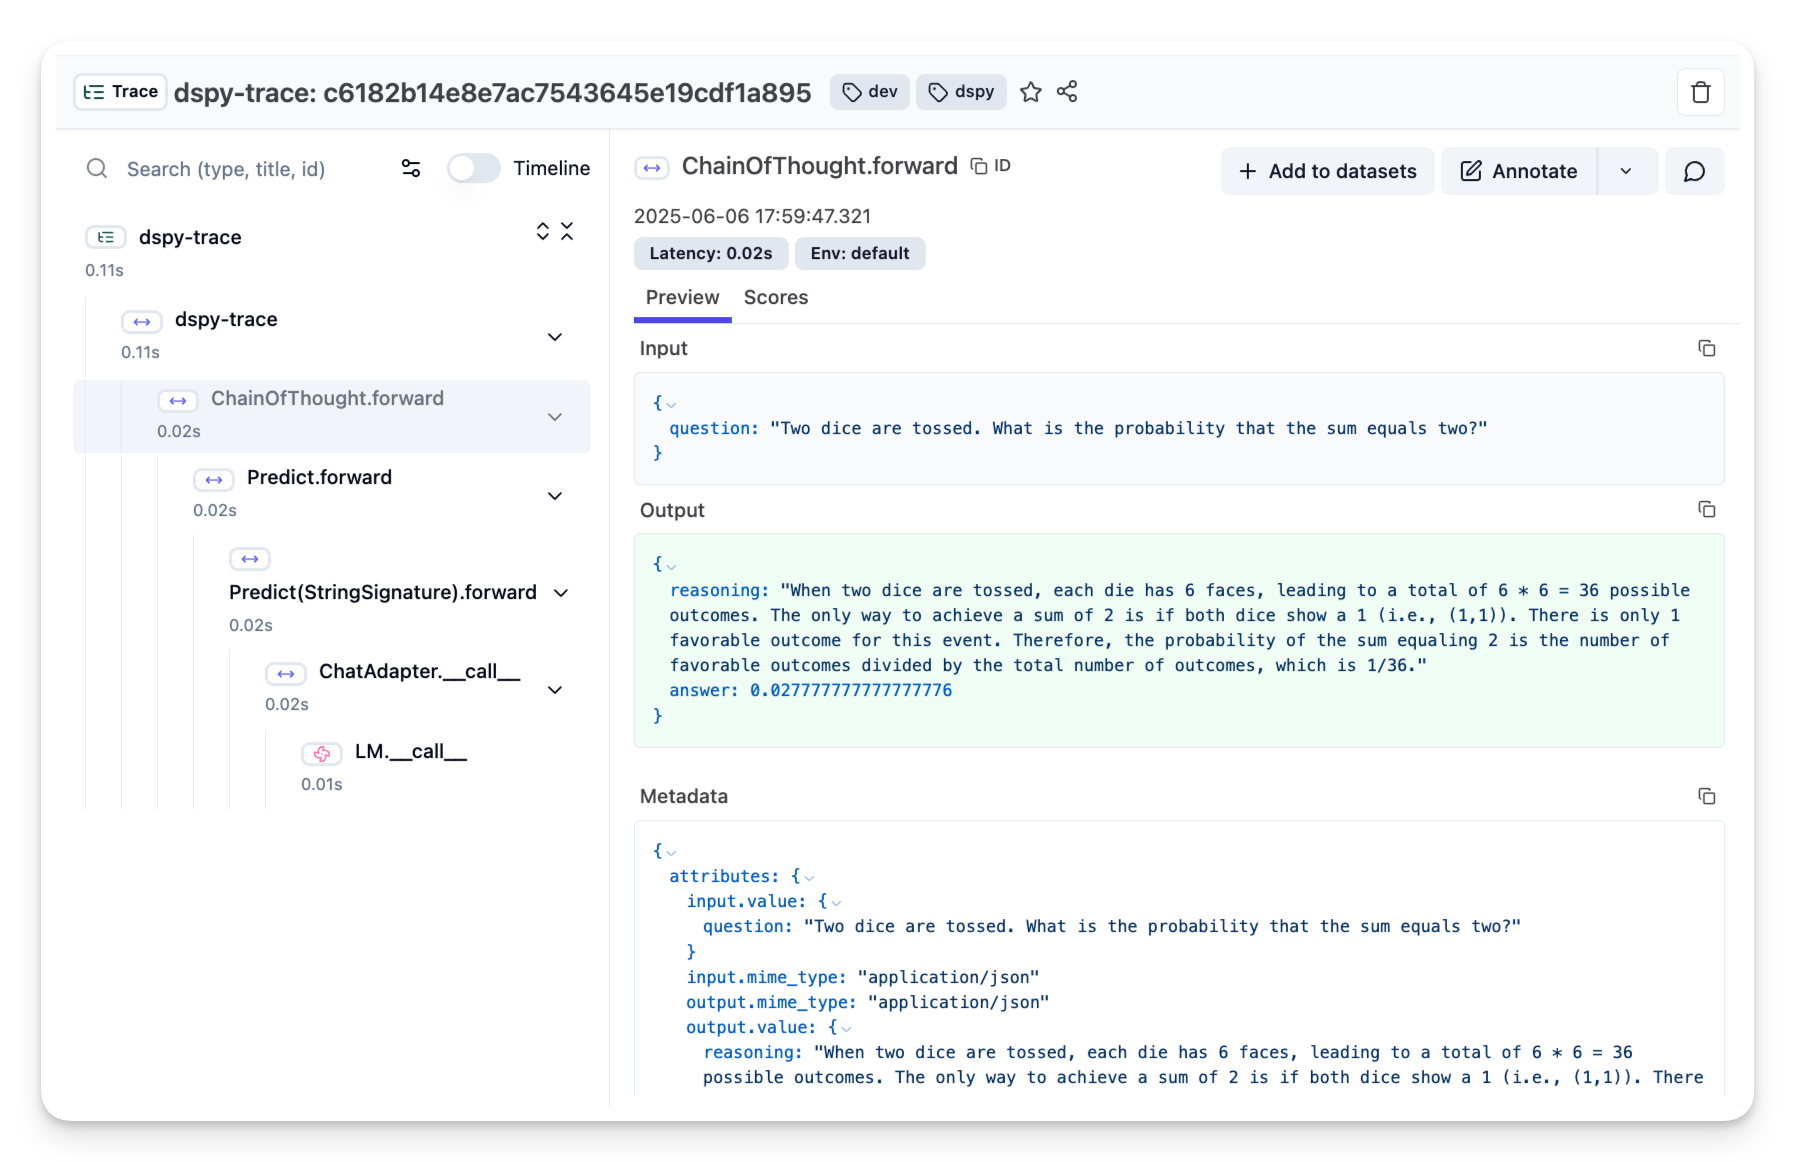 Trace dspy-trace: c6182b14e8e7ac7543645e19cdf1a895 dev dspy
Search (type, title, id) Timeline
dspy-trace
0.11s
dspy-trace
0.11s
ChainOfThought.forward
0.02s
Predict.forward
0.02s
Predict(StringSignature).forward
0.02s
ChatAdapter.__call__
0.02s
LM.__call__
0.01s
ChainOfThought.forward ID
Add to datasets Annotate
2025-06-06 17:59:47.321
Latency: 0.02s Env: default
Preview Scores
Input
{
question: "Two dice are tossed. What is the probability that the sum equals two?"
}
Output
{
reasoning: "When two dice are tossed, each die has 6 faces, leading to a total of 6 * 6 = 36 possible
outcomes. The only way to achieve a sum of 2 is if both dice show a 1 (i.e., (1,1)). There is only 1
favorable outcome for this event. Therefore, the probability of the sum equaling 2 is the number of
favorable outcomes divided by the total number of outcomes, which is 1/36."
answer: 0.027777777777777776
}
Metadata
{
attributes: {
input.value: {
question: "Two dice are tossed. What is the probability that the sum equals two?"
}
input.mime_type: "application/json"
output.mime_type: "application/json"
output.value: {
reasoning: "When two dice are tossed, each die has 6 faces, leading to a total of 6 * 6 = 36
possible outcomes. The only way to achieve a sum of 2 is if both dice show a 1 (i.e., (1,1)). There